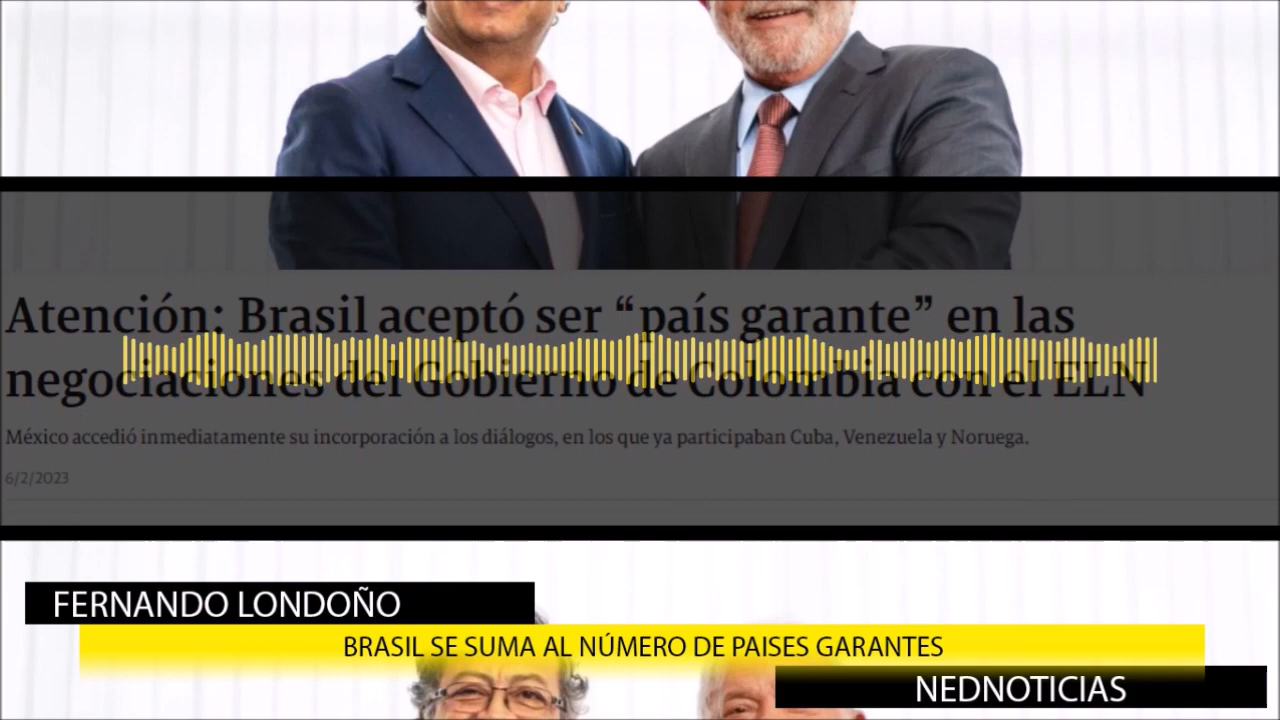 Atención: Brasil aceptó ser “país garante” en las
negociaciones del Gobierno de Colombia con el ELN
México accedió inmediatamente su incorporación a los diálogos, en los que ya participaban Cuba, Venezuela y Noruega.
6/2/2023
FERNANDO LONDOÑO
BRASIL SE SUMA AL NÚMERO DE PAISES GARANTES
NEDNOTICIAS